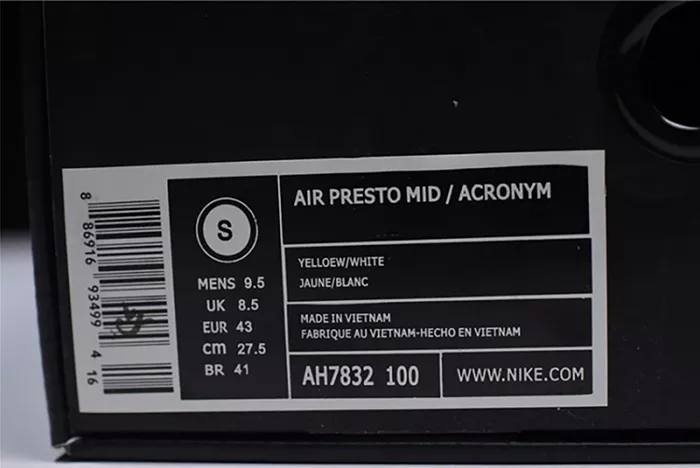 AIR PRESTO MID / ACRONYM
YELLOEW/WHITE
JAUNE/BLANC
MADE IN VIETNAM
FABRIQUE AU VIETNAM-HECHO EN VIETNAM
AH7832 100
WWW.NIKE.COM
S
MENS 9.5
UK 8.5
EUR 43
cm 27.5
BR 41
8 86916 93499 4 16